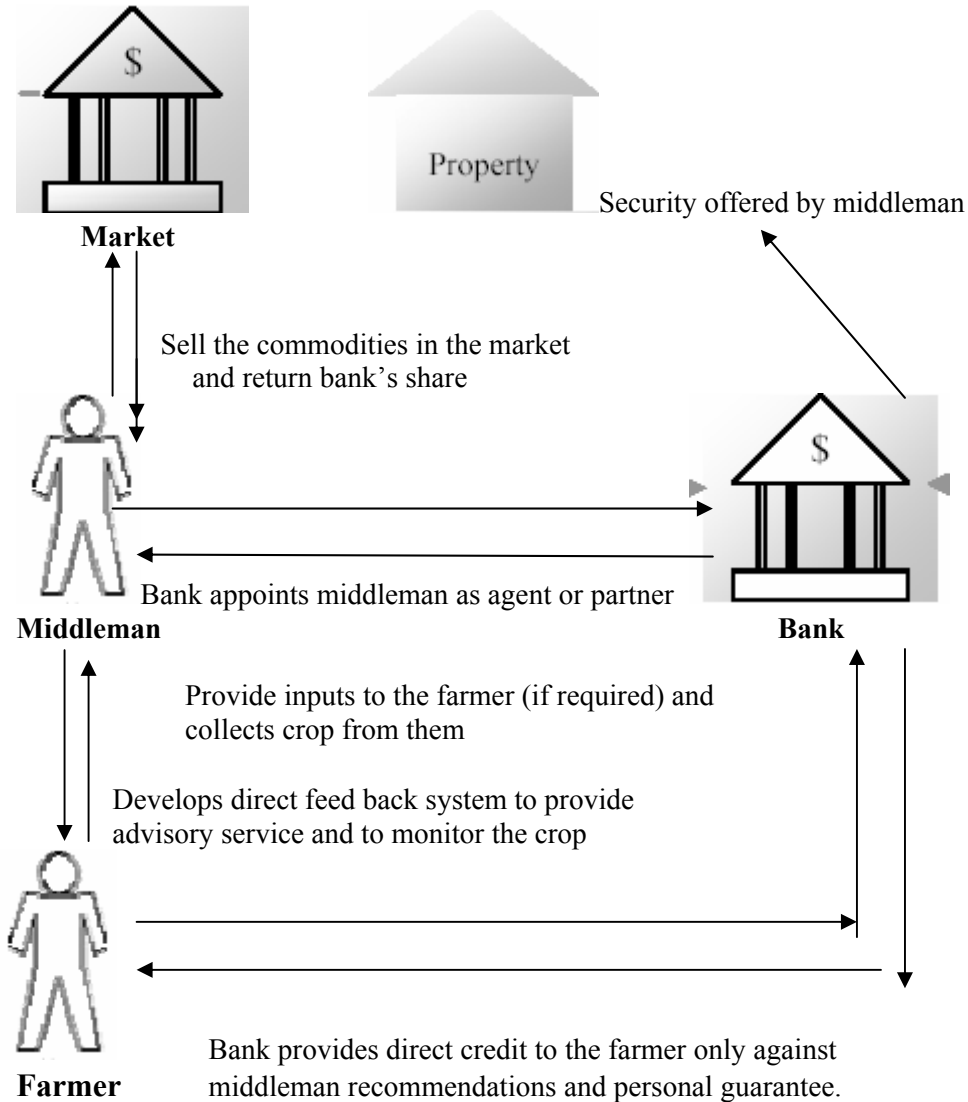 $
Property
Security offered by middleman
Market
Sell the commodities in the market
and return bank’s share
$
Bank appoints middleman as agent or partner
Middleman
Bank
Provide inputs to the farmer (if required) and
collects crop from them
Develops direct feed back system to provide
advisory service and to monitor the crop
Bank provides direct credit to the farmer only against
Farmer
middleman recommendations and personal guarantee.